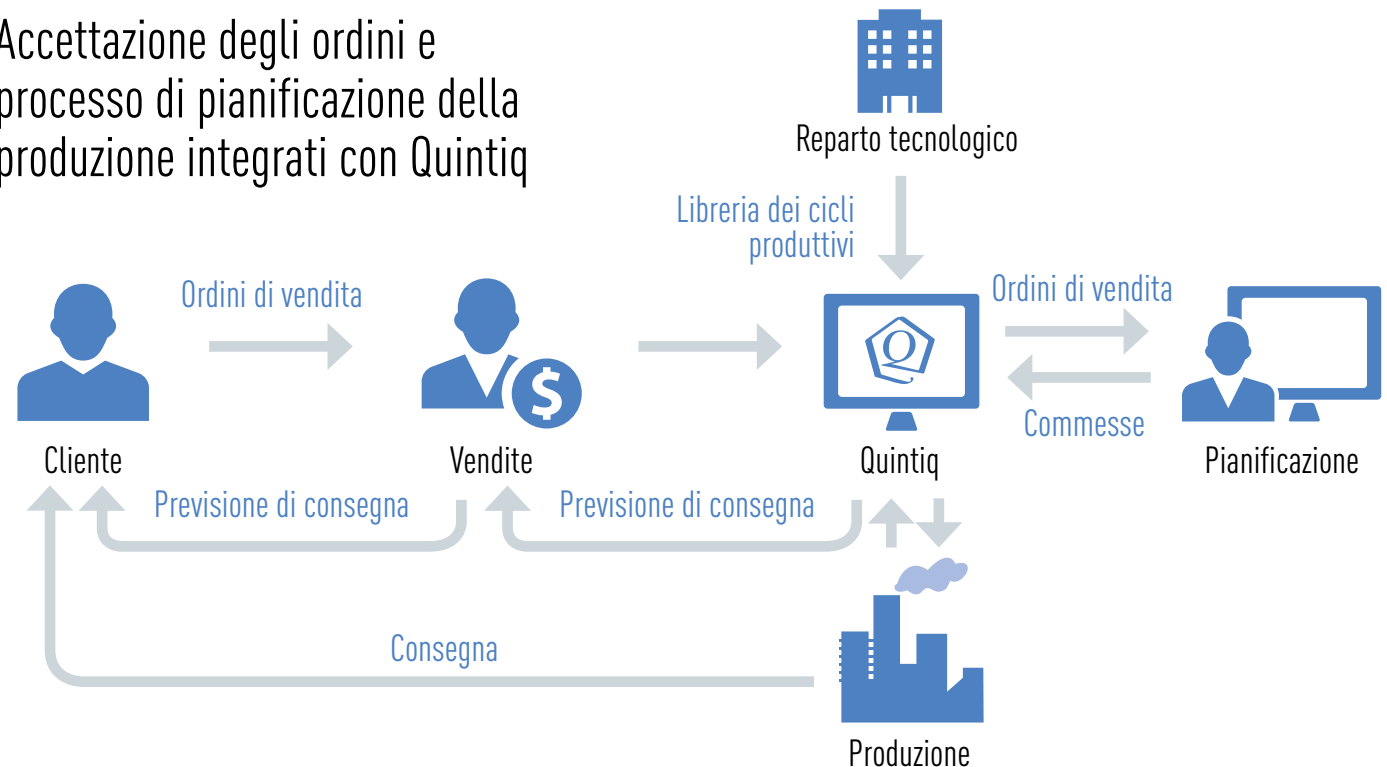 Accettazione degli ordini e
processo di pianificazione della
produzione integrati con Quintiq
Reparto tecnologico
Libreria dei cicli
produttivi
Ordini di vendita
Ordini di vendita
$
Q
Commesse
Cliente
Vendite
Quintiq
Pianificazione
Previsione di consegna
Previsione di consegna
Consegna
Produzione